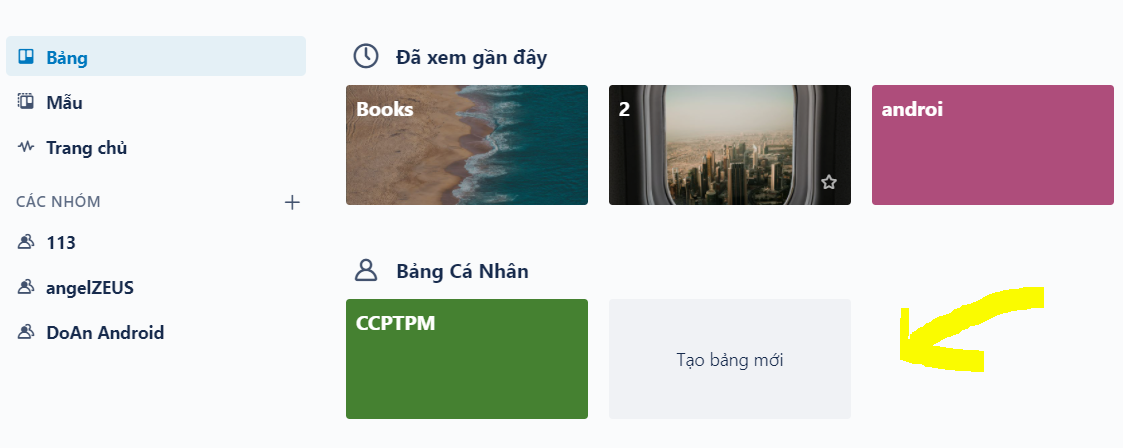 Bảng
Mẫu
Trang chủ
CÁC NHÓM
113
angelZEUS
DoAn Android
Đã xem gần đây
Books
2
androi
Bảng Cá Nhân
CCPTPM
Tạo bảng mới